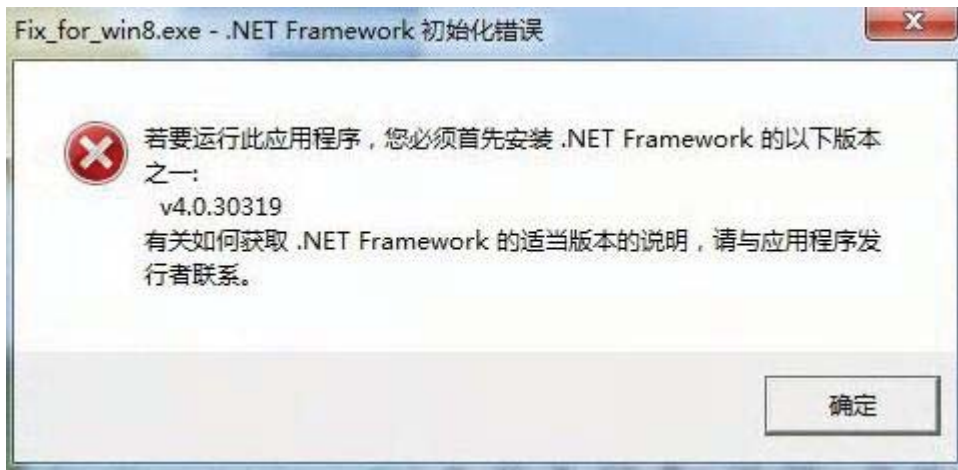 Fix_for_win8.exe - .NET Framework 初始化错误
若要运行此应用程序，您必须首先安装 .NET Framework 的以下版本
之一:
v4.0.30319
有关如何获取 .NET Framework 的适当版本的说明，请与应用程序发
行者联系。
确定